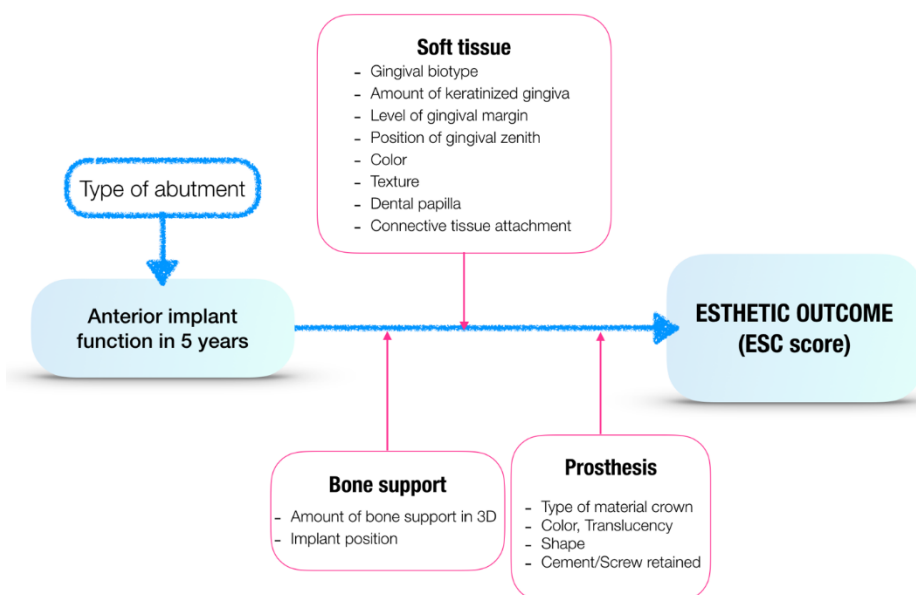 Soft tissue
- Gingival biotype
- Amount of keratinized gingiva
- Level of gingival margin
- Position of gingival zenith
- Color
- Texture
- Dental papilla
- Connective tissue attachment
Type of abutment
Anterior implant
function in 5 years
ESTHETIC OUTCOME
(ESC score)
Bone support
- Amount of bone support in 3D
- Implant position
Prosthesis
- Type of material crown
- Color, Translucency
- Shape
- Cement/Screw retained